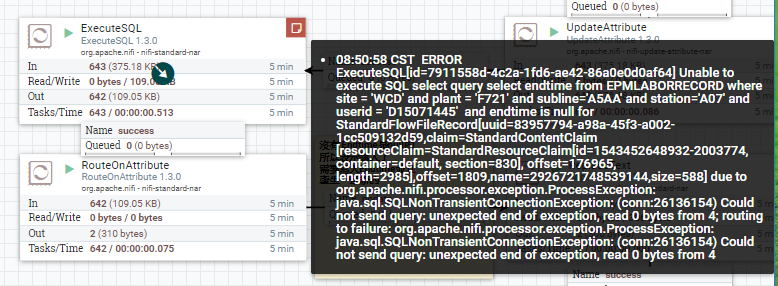 Queued 0 (0 bytes)
ExecuteSQL
ExecuteSQL 1.3.0
org.apache.nifi - nifi-standard-nar
In 643 (375.18 KB) 5 min
Read/Write 0 bytes / 109.05 KB 5 min
Out 642 (109.05 KB) 5 min
Tasks/Time 643 / 00:00:00.513 5 min
Name success
Queued 0 (0 bytes)
RouteOnAttribute
RouteOnAttribute 1.3.0
org.apache.nifi - nifi-standard-nar
In 642 (109.05 KB) 5 min
Read/Write 0 bytes / 0 bytes 5 min
Out 2 (310 bytes) 5 min
Tasks/Time 642 / 00:00:00.075 5 min
UpdateAttribute
UpdateAttribute 1.3.0
org.apache.nifi - nifi-update-attribute-nar
08:50:58 CST ERROR
ExecuteSQL[id=7911558d-4c2a-1fd6-ae42-86a0e0d0af64] Unable to
execute SQL select query select endtime from EPMLABORRECORD where
site = 'WCD' and plant = 'F721' and subline='A5AA' and station='A07' and
userid = 'D15071445' and endtime is null for
StandardFlowFileRecord[uuid=83957794-a98a-45f3-a002-
1cc509132d59,claim=StandardContentClaim
[resourceClaim=StandardResourceClaim[id=1543452648932-2003774,
container=default, section=830], offset=176965,
length=2985],offset=1809,name=2926721748539144,size=588] due to
org.apache.nifi.processor.exception.ProcessException:
java.sql.SQLNonTransientConnectionException: (conn:26136154) Could
not send query: unexpected end of exception, read 0 bytes from 4; routing
to failure: org.apache.nifi.processor.exception.ProcessException:
java.sql.SQLNonTransientConnectionException: (conn:26136154) Could
not send query: unexpected end of exception, read 0 bytes from 4
Name success